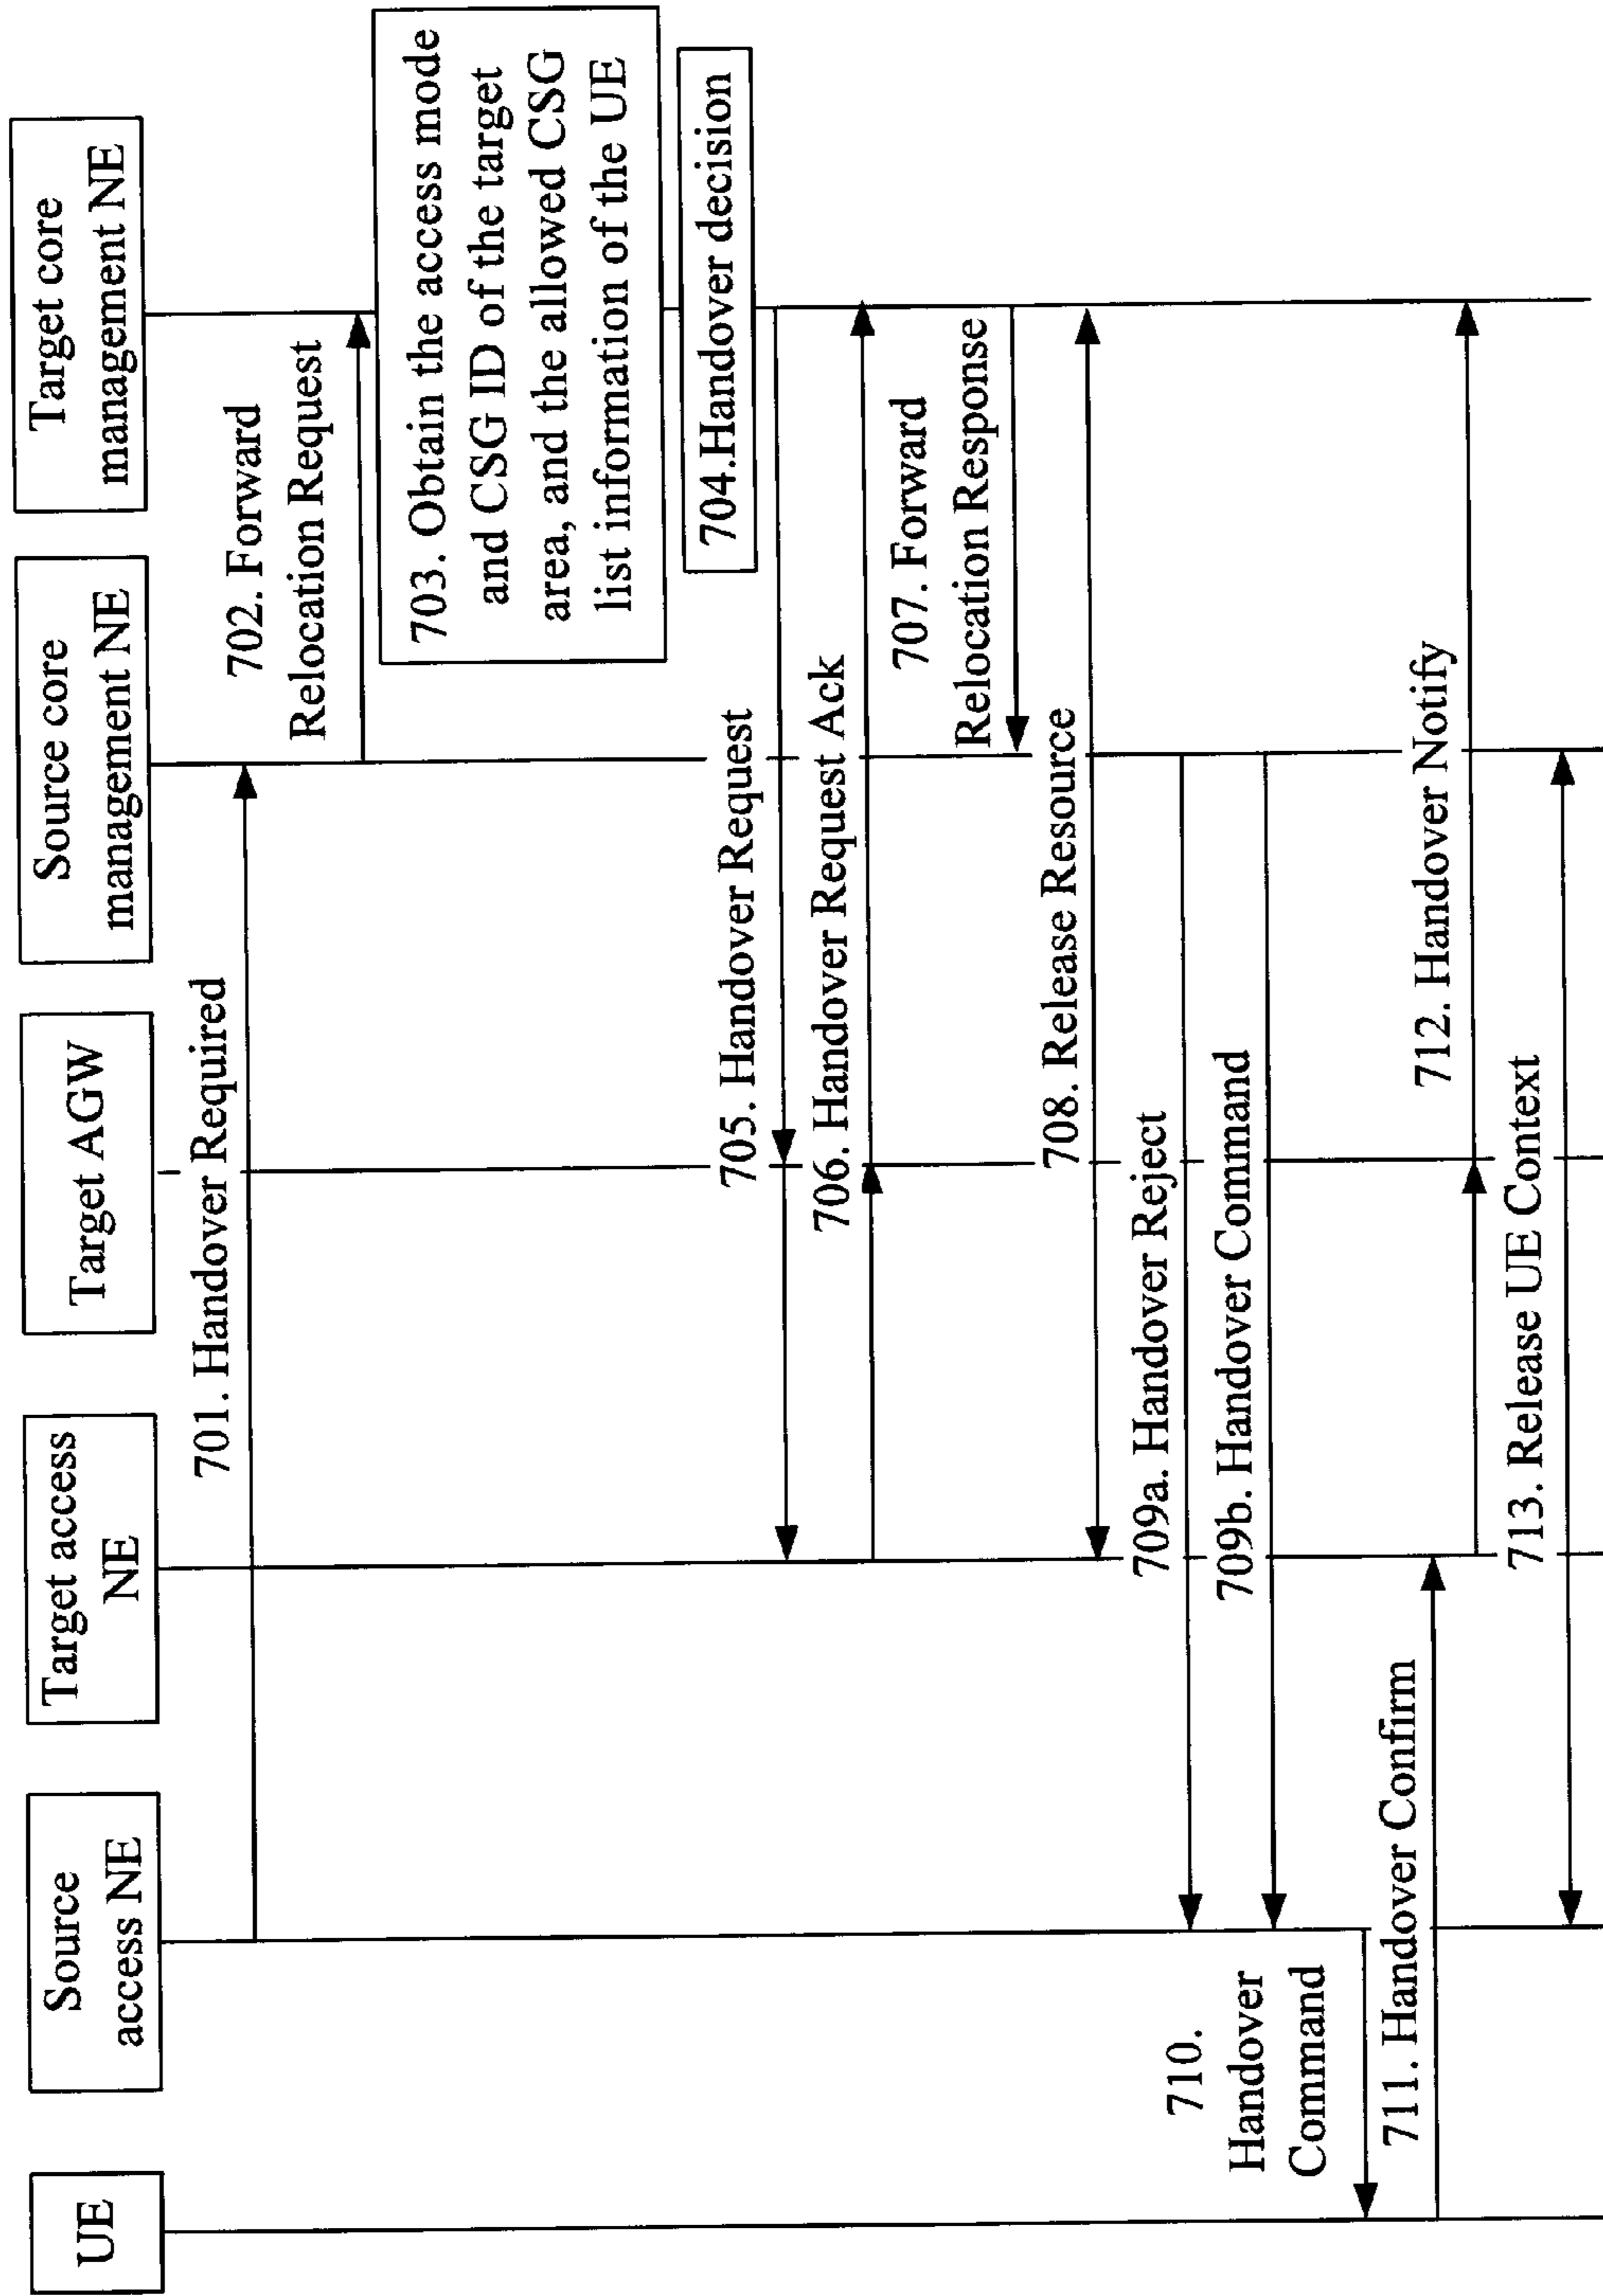 UE
Source
access NE
Target access
NE
Target AGW
Source core
management NE
Target core
management NE
701. Handover Required
702. Forward
Relocation Request
703. Obtain the access mode
and CSG ID of the target
area, and the allowed CSG
list information of the UE
704.Handover decision
705. Handover Request
706. Handover Request Ack
707. Forward
Relocation Response
708. Release Resource
709a. Handover Reject
709b. Handover Command
710.
Handover
Command
711. Handover Confirm
712. Handover Notify
713. Release UE Context